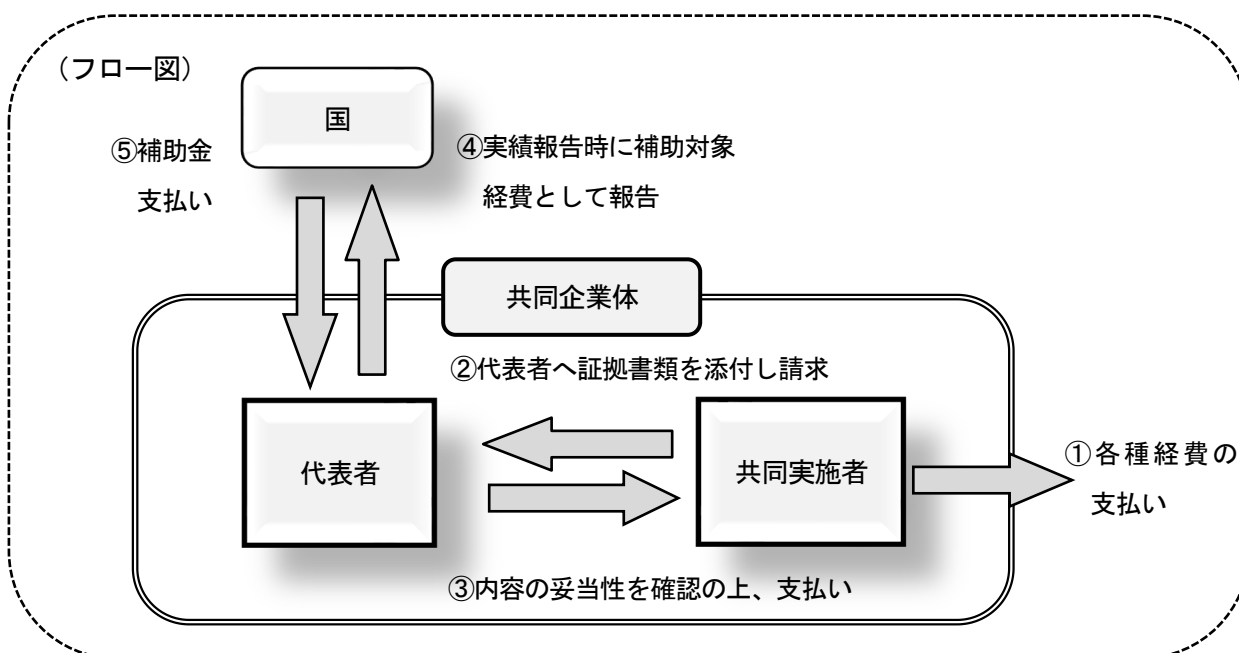 （フロー図）
国
⑤補助金
支払い
④実績報告時に補助対象
経費として報告
共同企業体
②代表者へ証拠書類を添付し請求
代表者
共同実施者
①各種経費の
支払い
③内容の妥当性を確認の上、支払い